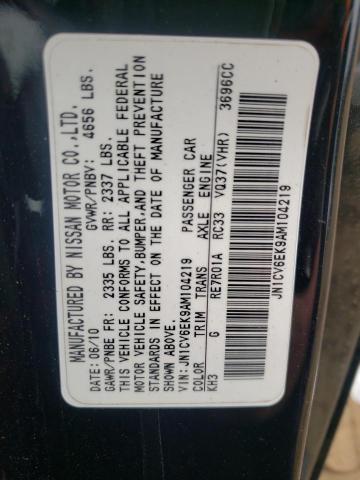 MANUFACTURED BY NISSAN MOTOR CO.,LTD.
DATE: 06/10 GVWR/PNBV: 4656 LBS.
GAWR/PNBE FR: 2335 LBS. RR: 2337 LBS.
THIS VEHICLE CONFORMS TO ALL APPLICABLE FEDERAL
MOTOR VEHICLE SAFETY,BUMPER,AND THEFT PREVENTION
STANDARDS IN EFFECT ON THE DATE OF MANUFACTURE
SHOWN ABOVE.
VIN: JN1CV6EK9AM104219 PASSENGER CAR
COLOR TRIM TRANS AXLE ENGINE
KH3 G RE7R01A RC33 VQ37(VHR) 3696CC
JN1CV6EK9AM104219